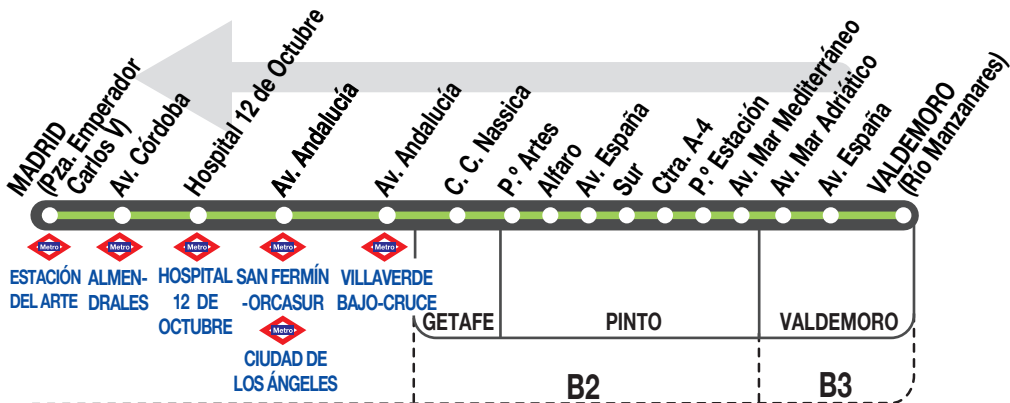 MADRID
(Pza. Emperador
Carlos V)
Av. Córdoba
Hospital 12 de Octubre
Av. Andalucía
Av. Andalucía
C. C. Nassica
P.º Artes
Alfaro
Av. España
Sur
Ctra. A-4
P.º Estación
Av. Mar Mediterráneo
Av. Mar Adriático
Av. España
VALDEMORO
(Río Manzanares)
Metro
Metro
Metro
Metro
Metro
ESTACIÓN
DEL ARTE
ALMEN-
DRALES
HOSPITAL
12 DE
OCTUBRE
SAN FERMÍN
-ORCASUR
Metro
CIUDAD DE
LOS ÁNGELES
VILLAVERDE
BAJO-CRUCE
GETAFE
PINTO
VALDEMORO
B2
B3